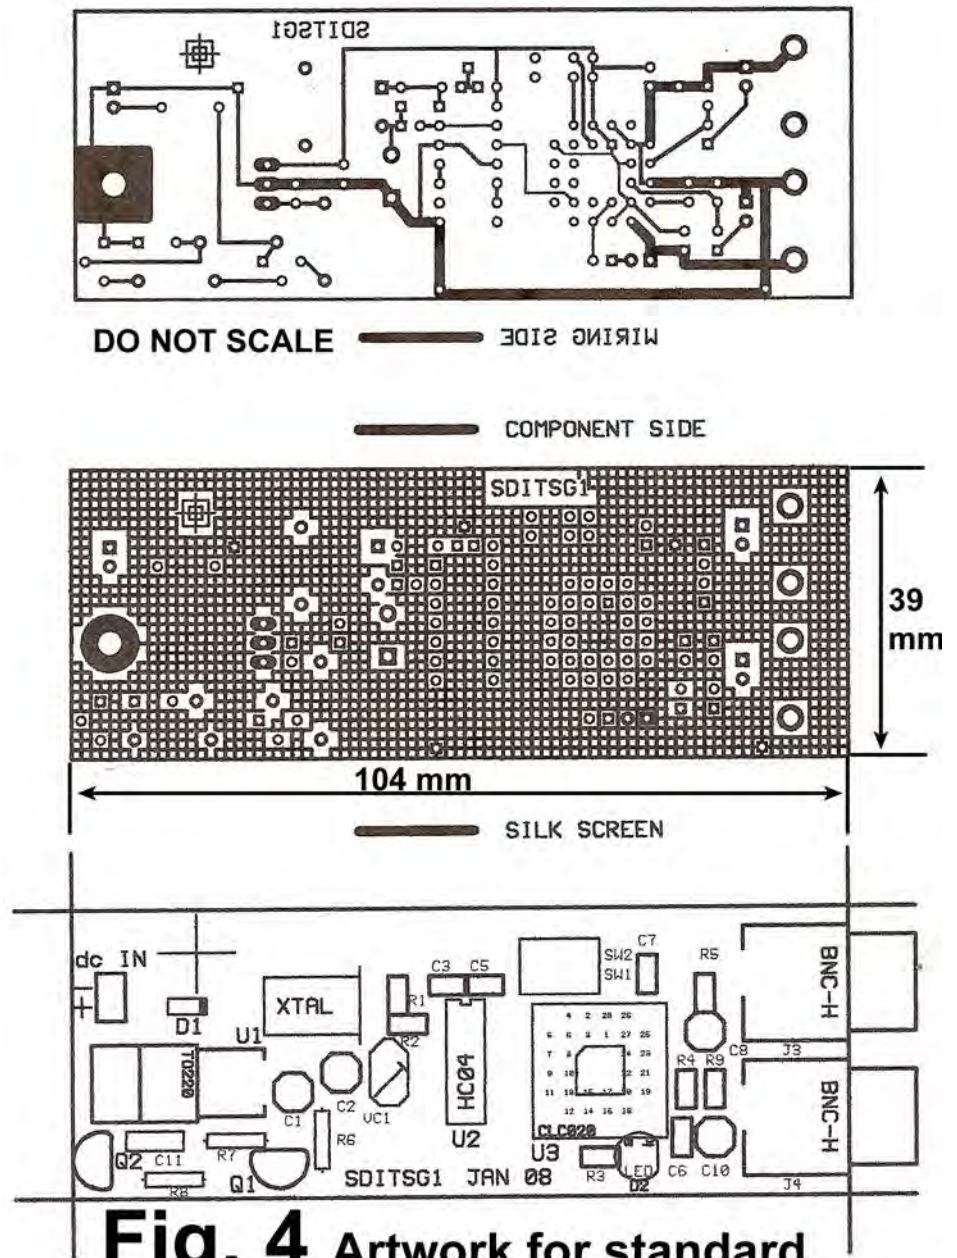 SDITSG1
DO NOT SCALE
WIRING SIDE
COMPONENT SIDE
SDITSG1
39
mm
104 mm
SILK SCREEN
dc IN
−
+
D1
XTAL
U1
TO220
C1
C2
VC1
R1
R2
C3
C5
HC04
U2
SW2
SW1
C7
R5
BNC-H
J3
C8
R4
R9
BNC-H
J4
CLC020
U3
R3
LED
D2
C6
C10
Q2
C11
R7
R8
Q1
R6
SDITSG1 JAN 08
Fig. 4 Artwork for standard